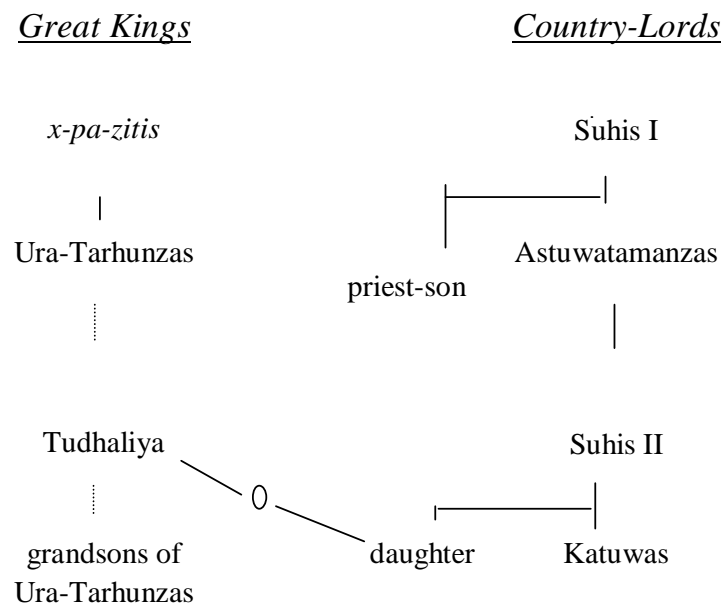 Great Kings Country-Lords
x-pa-zitis Suhis I
Ura-Tarhunzas Astuwatamanzas
priest-son
Tudhaliya Suhis II
grandsons of daughter Katuwas
Ura-Tarhunzas